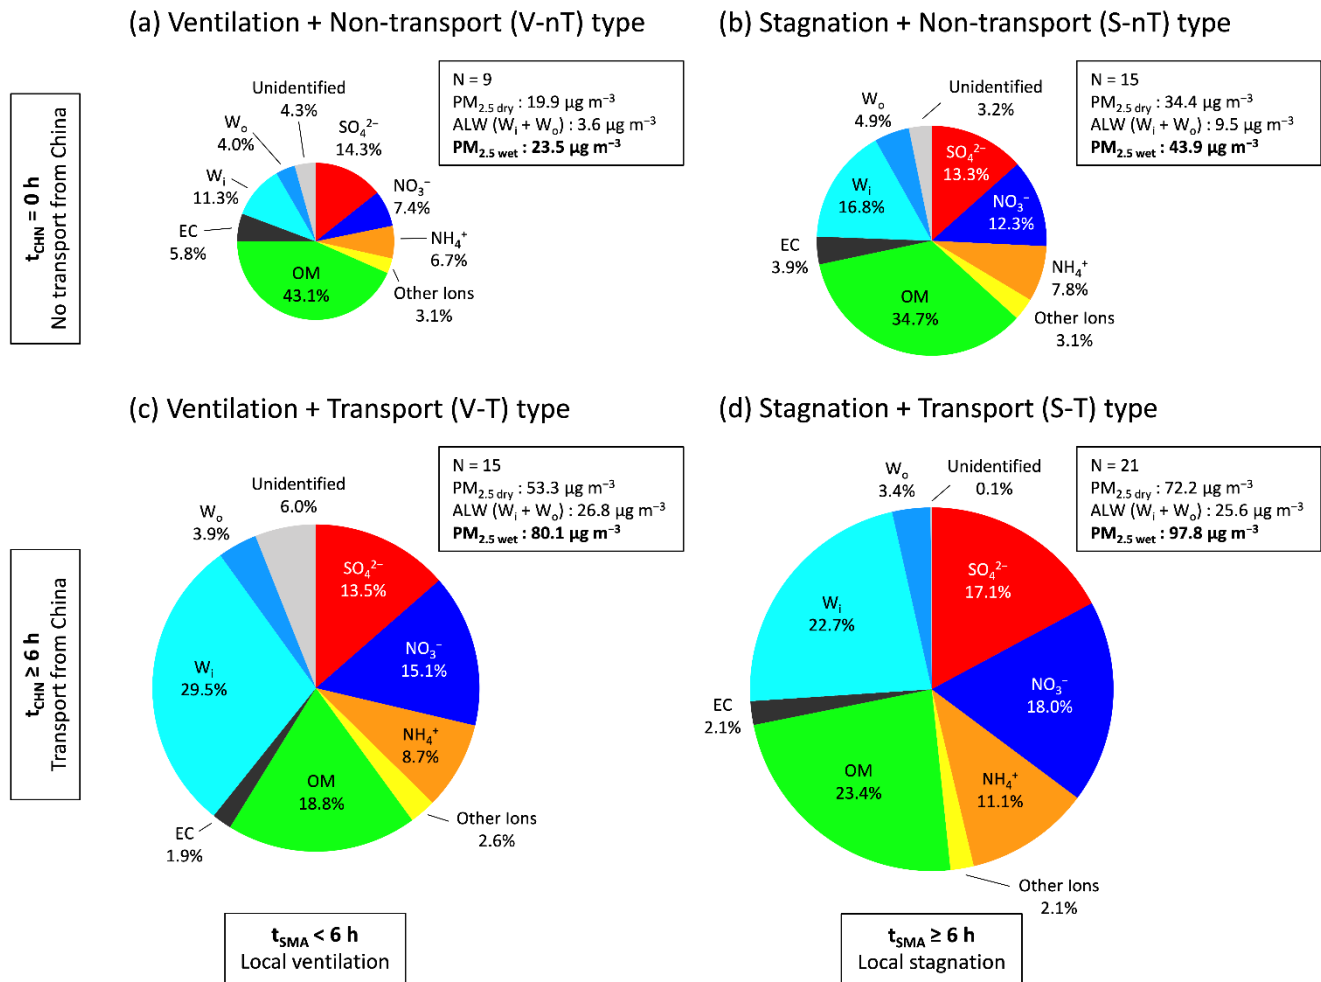 (a) Ventilation + Non-transport (V-nT) type
N = 9
PM2.5 dry : 19.9 µg m⁻³
ALW (Wi + Wo) : 3.6 µg m⁻³
PM2.5 wet : 23.5 µg m⁻³
Unidentified
4.3%
Wo
4.0%
SO₄²⁻
14.3%
Wi
11.3%
NO₃⁻
7.4%
EC
5.8%
NH₄⁺
6.7%
OM
43.1%
Other Ions
3.1%
(b) Stagnation + Non-transport (S-nT) type
N = 15
PM2.5 dry : 34.4 µg m⁻³
ALW (Wi + Wo) : 9.5 µg m⁻³
PM2.5 wet : 43.9 µg m⁻³
Unidentified
3.2%
Wo
4.9%
SO₄²⁻
13.3%
Wi
16.8%
NO₃⁻
12.3%
EC
3.9%
NH₄⁺
7.8%
OM
34.7%
Other Ions
3.1%
tCHN = 0 h
No transport from China
(c) Ventilation + Transport (V-T) type
N = 15
PM2.5 dry : 53.3 µg m⁻³
ALW (Wi + Wo) : 26.8 µg m⁻³
PM2.5 wet : 80.1 µg m⁻³
Unidentified
6.0%
Wo
3.9%
SO₄²⁻
13.5%
NO₃⁻
15.1%
Wi
29.5%
NH₄⁺
8.7%
OM
18.8%
EC
1.9%
Other Ions
2.6%
(d) Stagnation + Transport (S-T) type
N = 21
PM2.5 dry : 72.2 µg m⁻³
ALW (Wi + Wo) : 25.6 µg m⁻³
PM2.5 wet : 97.8 µg m⁻³
Unidentified
0.1%
Wo
3.4%
SO₄²⁻
17.1%
Wi
22.7%
NO₃⁻
18.0%
EC
2.1%
OM
23.4%
NH₄⁺
11.1%
Other Ions
2.1%
tCHN ≥ 6 h
Transport from China
tSMA < 6 h
Local ventilation
tSMA ≥ 6 h
Local stagnation